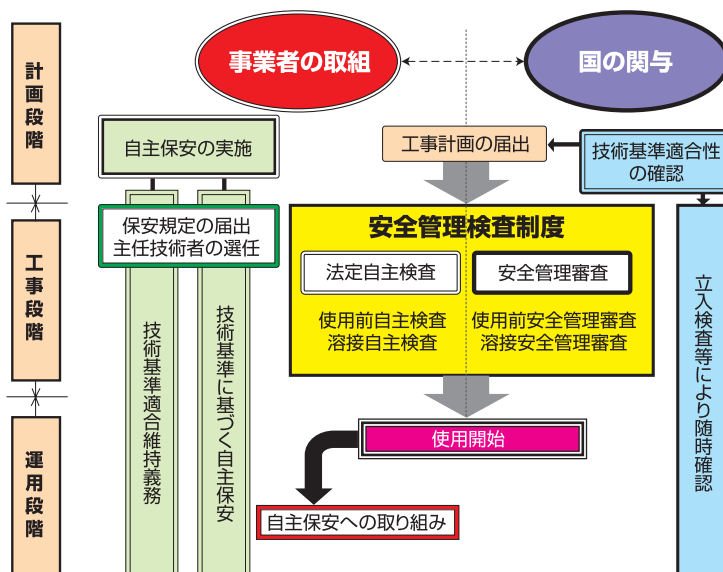 事業者の取組
国の関与
計画段階
自主保安の実施
工事計画の届出
技術基準適合性
の確認
工事段階
保安規定の届出
主任技術者の選任
安全管理検査制度
法定自主検査
安全管理審査
使用前自主検査
溶接自主検査
使用前安全管理審査
溶接安全管理審査
技術基準適合維持義務
技術基準に基づく自主保安
立入検査等により随時確認
運用段階
使用開始
自主保安への取り組み